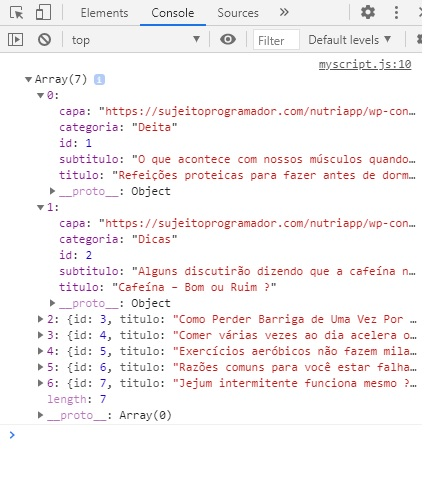 Elements Console Sources »
top Filter Default levels
myscript.js:10
Array(7) i
0:
capa: "https://sujeitoprogramador.com/nutriapp/wp-con…
categoria: "Deita"
id: 1
subtitulo: "O que acontece com nossos músculos quando…
titulo: "Refeições proteicas para fazer antes de dorm…
__proto__: Object
1:
capa: "https://sujeitoprogramador.com/nutriapp/wp-con…
categoria: "Dicas"
id: 2
subtitulo: "Alguns discutirão dizendo que a cafeína n…
titulo: "Cafeína – Bom ou Ruim ?"
__proto__: Object
2: {id: 3, titulo: "Como Perder Barriga de Uma Vez Por …
3: {id: 4, titulo: "Comer várias vezes ao dia acelera o…
4: {id: 5, titulo: "Exercícios aeróbicos não fazem mila…
5: {id: 6, titulo: "Razões comuns para você estar falha…
6: {id: 7, titulo: "Jejum intermitente funciona mesmo ?…
length: 7
__proto__: Array(0)